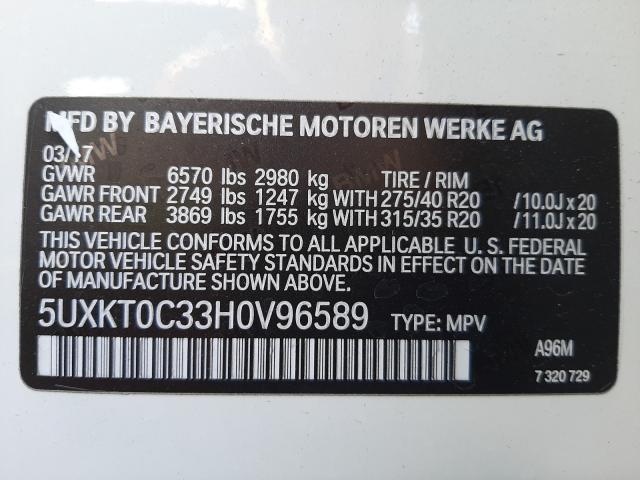 MFD BY BAYERISCHE MOTOREN WERKE AG
03/17
GVWR 6570 lbs 2980 kg TIRE / RIM
GAWR FRONT 2749 lbs 1247 kg WITH 275/40 R20 /10.0J x 20
GAWR REAR 3869 lbs 1755 kg WITH 315/35 R20 /11.0J x 20
THIS VEHICLE CONFORMS TO ALL APPLICABLE U. S. FEDERAL
MOTOR VEHICLE SAFETY STANDARDS IN EFFECT ON THE DATE
OF MANUFACTURE SHOWN ABOVE.
5UXKT0C33H0V96589 TYPE: MPV
A96M
7 320 729